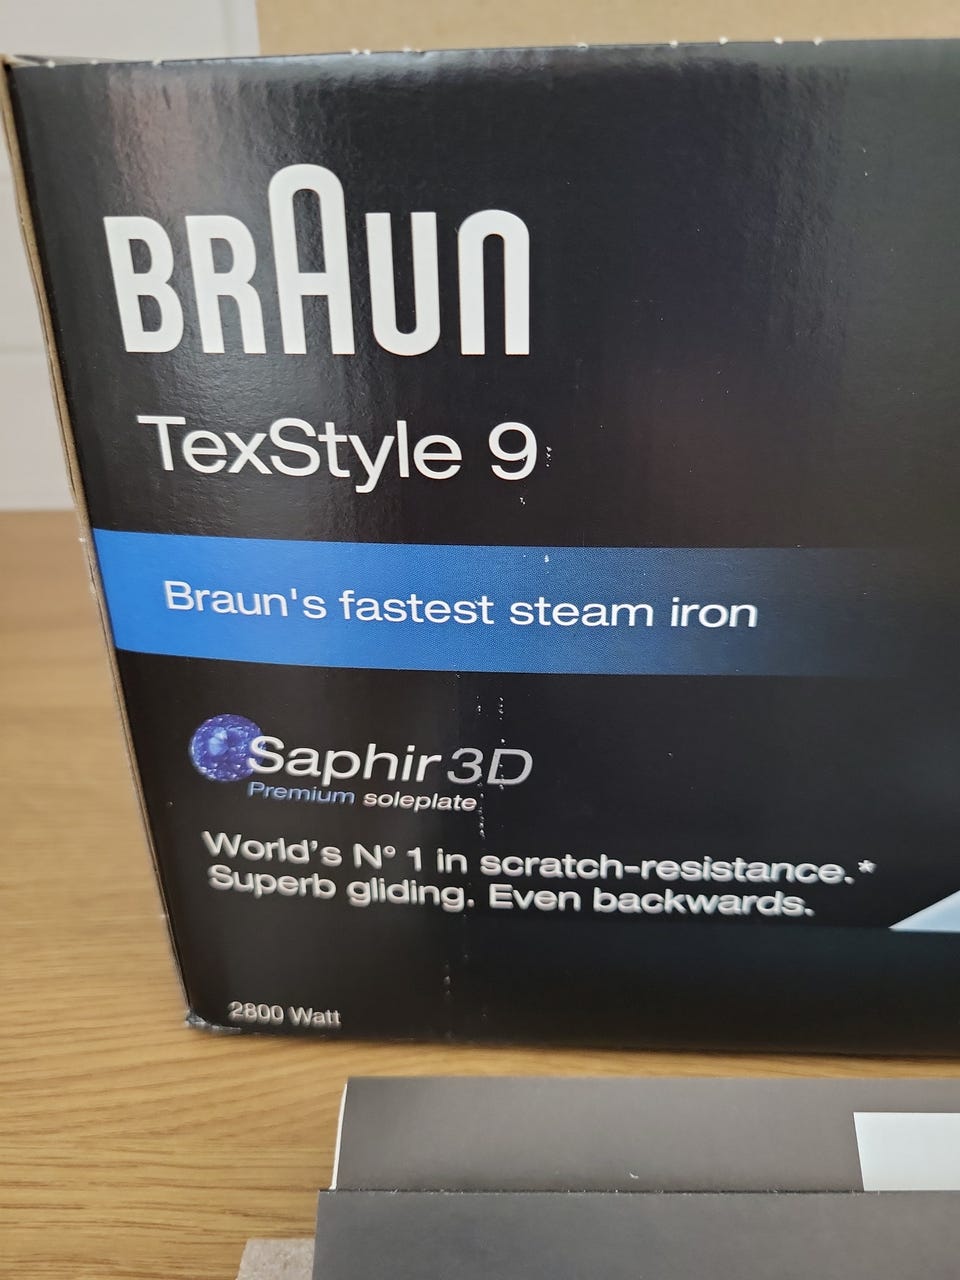 BRAUN
TexStyle 9
Braun's fastest steam iron
Saphir 3D
Premium soleplate
World's N° 1 in scratch-resistance.*
Superb gliding. Even backwards.
2800 Watt